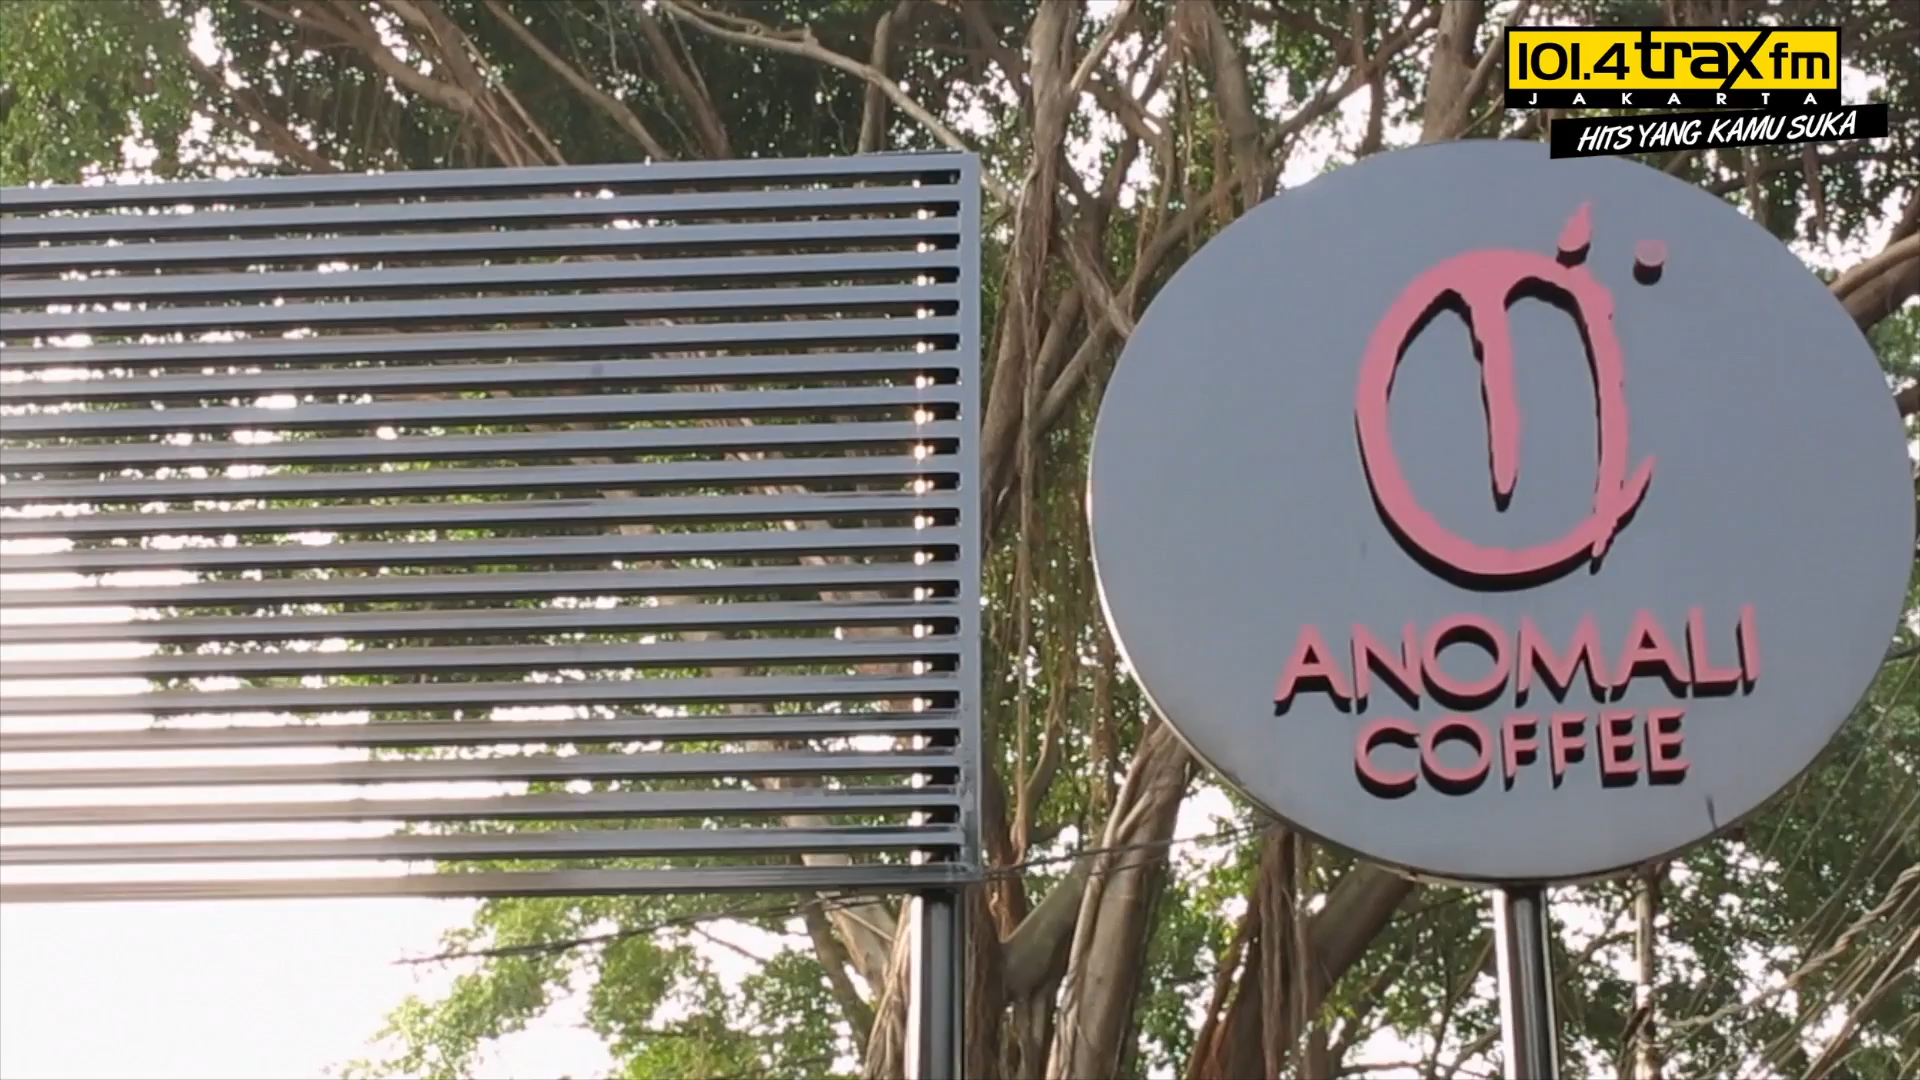 101.4 trax fm
JAKARTA
HITS YANG KAMU SUKA
ANOMALI
COFFEE